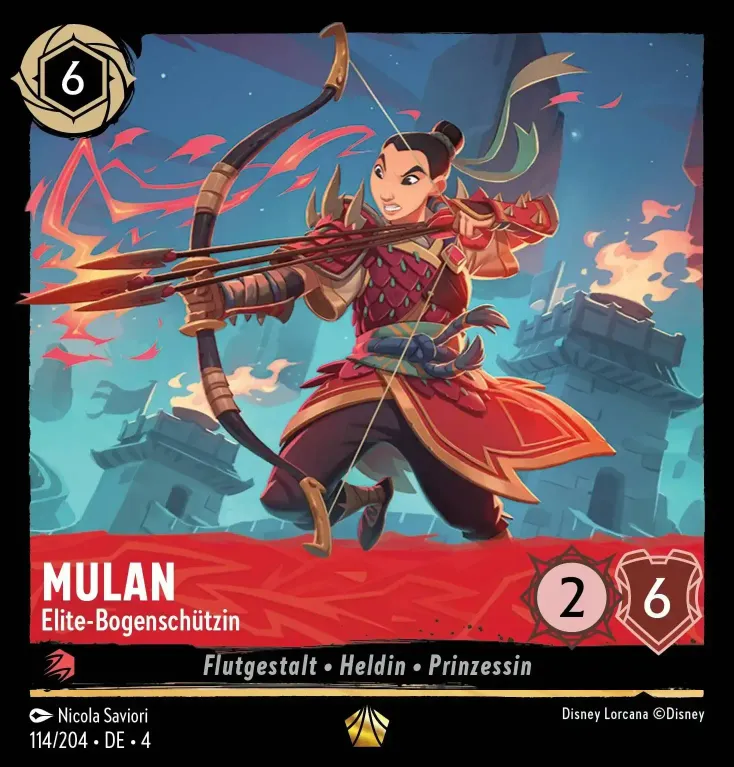 6
MULAN
Elite-Bogenschützin
2
6
Flutgestalt • Heldin • Prinzessin
Nicola Saviori
Disney Lorcana ©Disney
114/204 • DE • 4